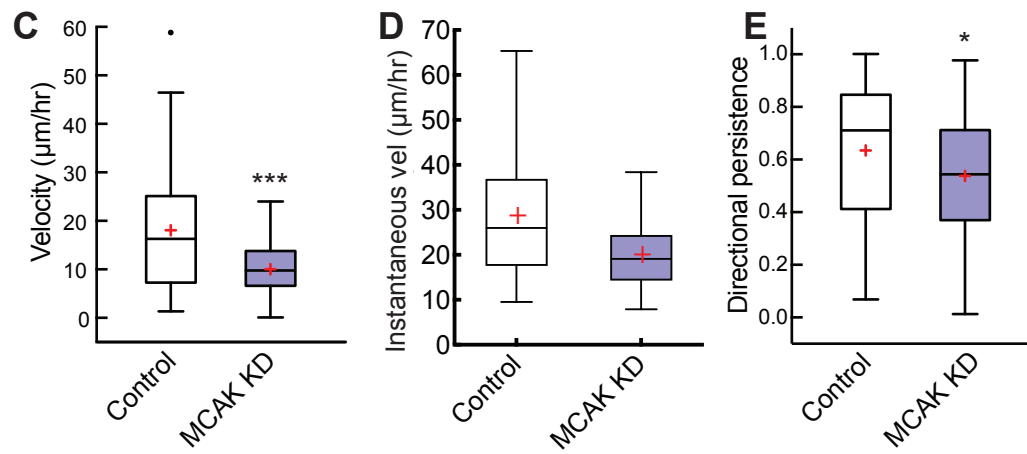 C
Velocity (µm/hr)
60
50
40
30
20
10
0
***
Control
MCAK KD
D
Instantaneous vel (µm/hr)
70
60
50
40
30
20
10
0
Control
MCAK KD
E
Directional persistence
1.0
0.8
0.6
0.4
0.2
0.0
*
Control
MCAK KD